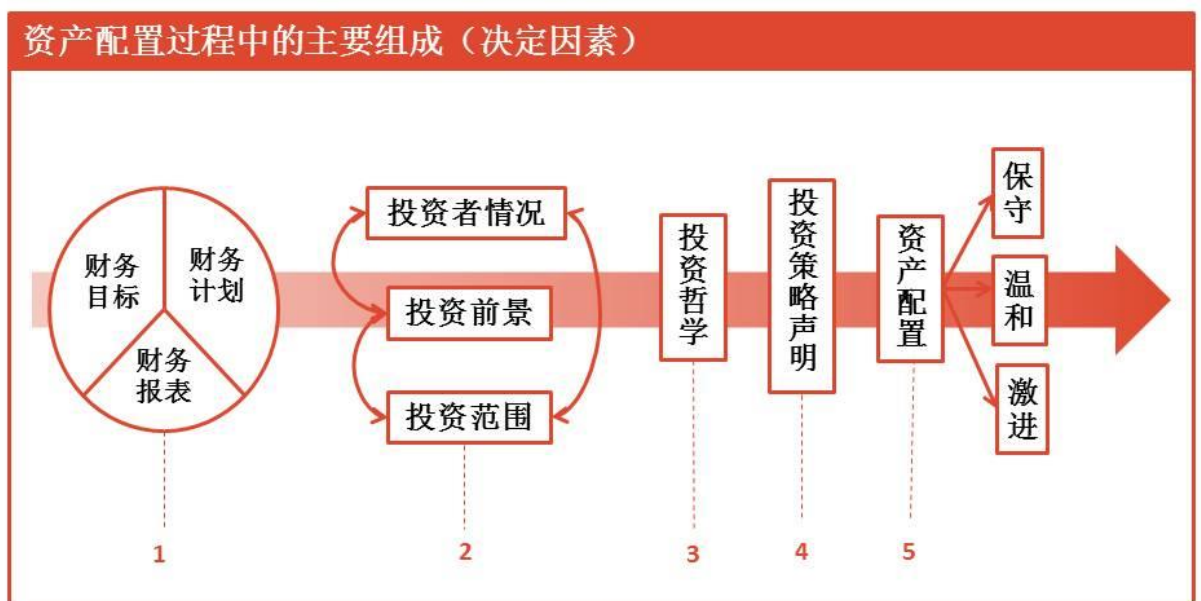 资产配置过程中的主要组成（决定因素）
财务
目标
财务
计划
财务
报表
投资者情况
投资前景
投资范围
投资哲学
投资策略声明
资产配置
保守
温和
激进
1
2
3
4
5